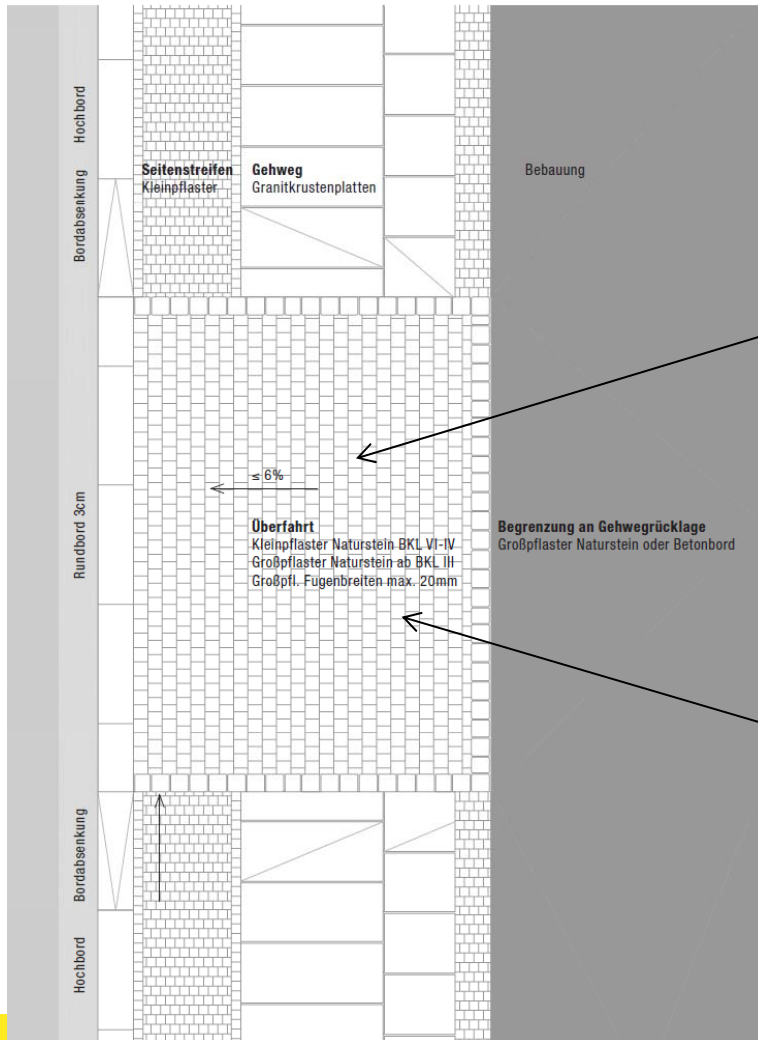 Hochbord
Seitenstreifen
Kleinpflaster
Gehweg
Granitkrustenplatten
Bebauung
Bordabsenkung
≤ 6%
Rundbord 3cm
Überfahrt
Kleinpflaster Naturstein BKL VI-IV
Großpflaster Naturstein ab BKL III
Großpfl. Fugenbreiten max. 20mm
Begrenzung an Gehwegrücklage
Großpflaster Naturstein oder Betonbord
Bordabsenkung
Hochbord